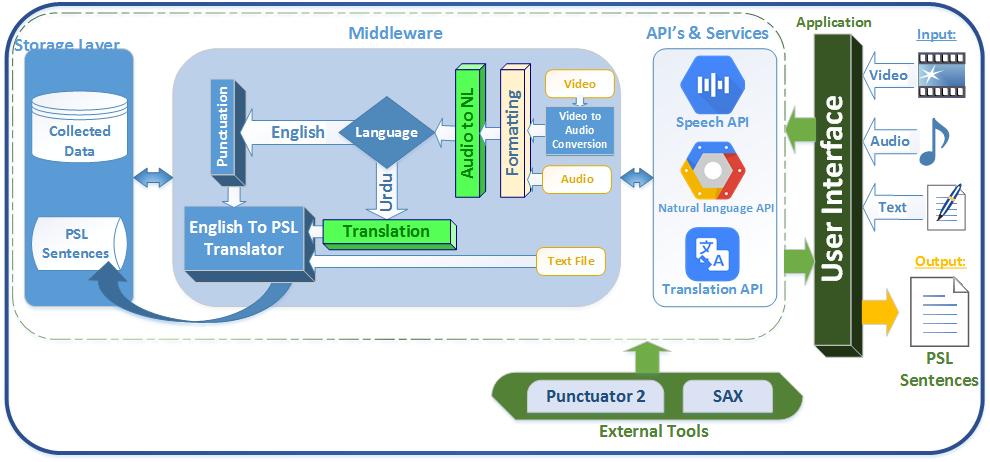 Application
Storage Layer
Middleware
API's & Services
Input:
Collected
Data
PSL
Sentences
Punctuation
English
Language
Urdu
Audio to NL
Formatting
Video
Video to
Audio
Conversion
Audio
English To PSL
Translator
Translation
Text File
Speech API
Natural language API
Translation API
User Interface
Video
Audio
Text
Output:
PSL
Sentences
Punctuator 2
SAX
External Tools